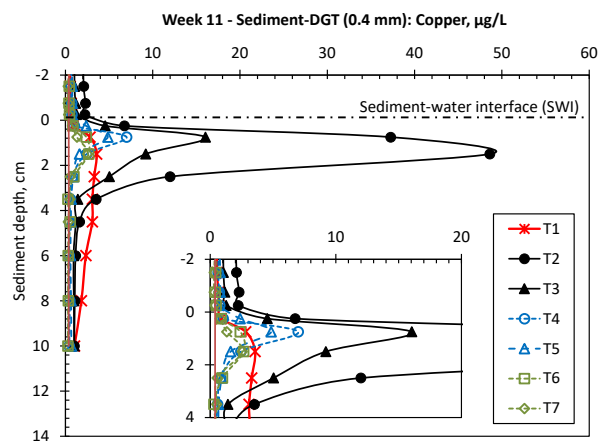 Week 11 - Sediment-DGT (0.4 mm): Copper, µg/L
0 10 20 30 40 50 60
-2
0
2
4
6
8
10
12
14
Sediment depth, cm
Sediment-water interface (SWI)
0 10 20
-2
0
2
4
T1
T2
T3
T4
T5
T6
T7